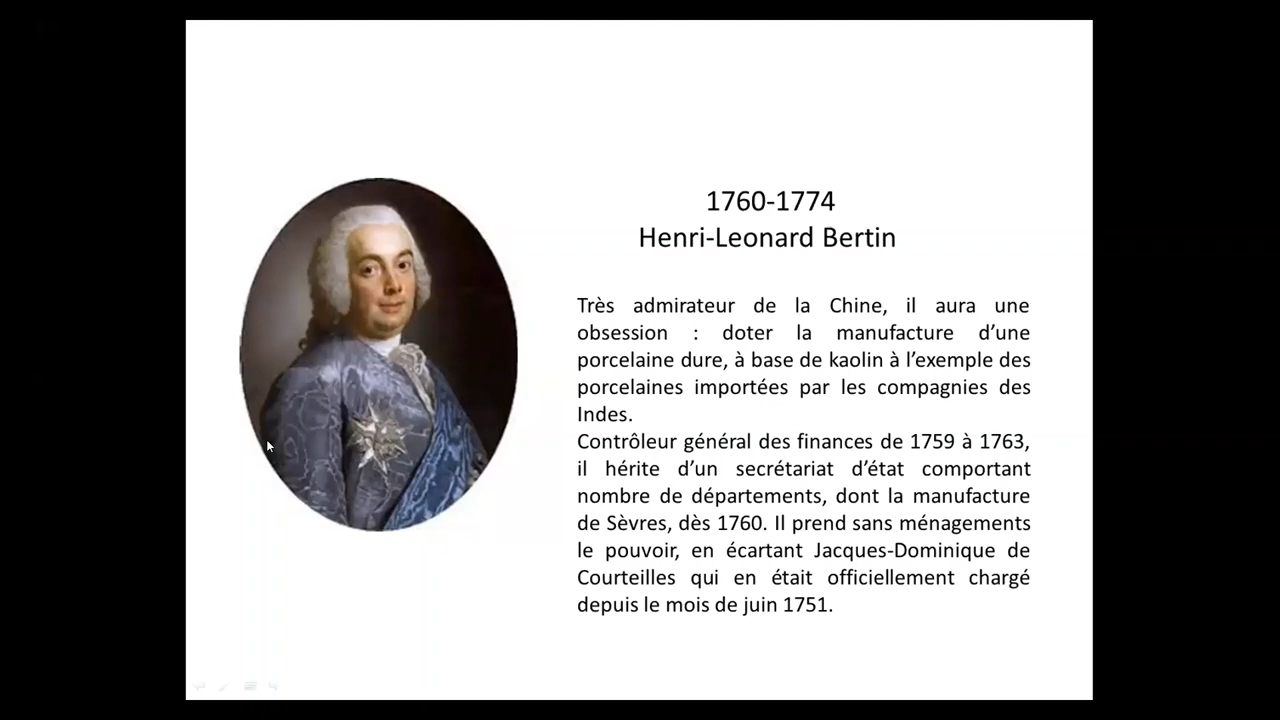 1760-1774
Henri-Leonard Bertin
Très admirateur de la Chine, il aura une
obsession : doter la manufacture d’une
porcelaine dure, à base de kaolin à l’exemple des
porcelaines importées par les compagnies des
Indes.
Contrôleur général des finances de 1759 à 1763,
il hérite d’un secrétariat d’état comportant
nombre de départements, dont la manufacture
de Sèvres, dès 1760. Il prend sans ménagements
le pouvoir, en écartant Jacques-Dominique de
Courteilles qui en était officiellement chargé
depuis le mois de juin 1751.